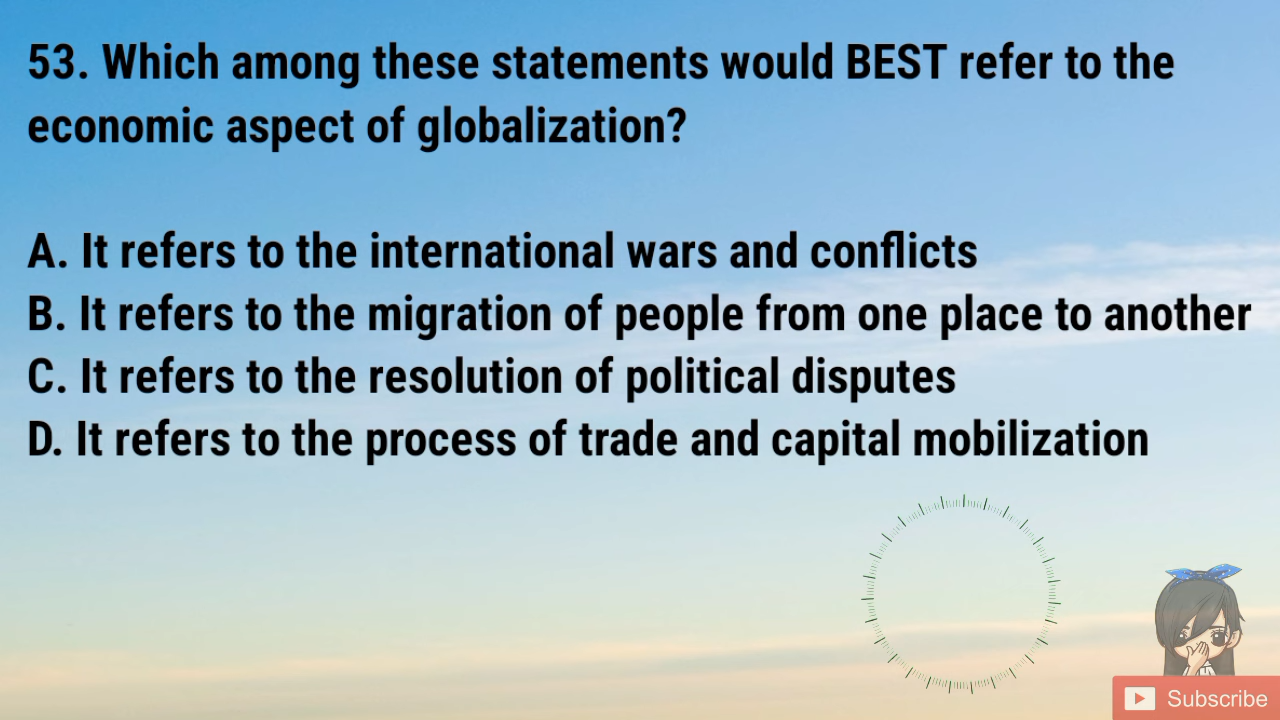 53. Which among these statements would BEST refer to the
economic aspect of globalization?
A. It refers to the international wars and conflicts
B. It refers to the migration of people from one place to another
C. It refers to the resolution of political disputes
D. It refers to the process of trade and capital mobilization
Subscribe